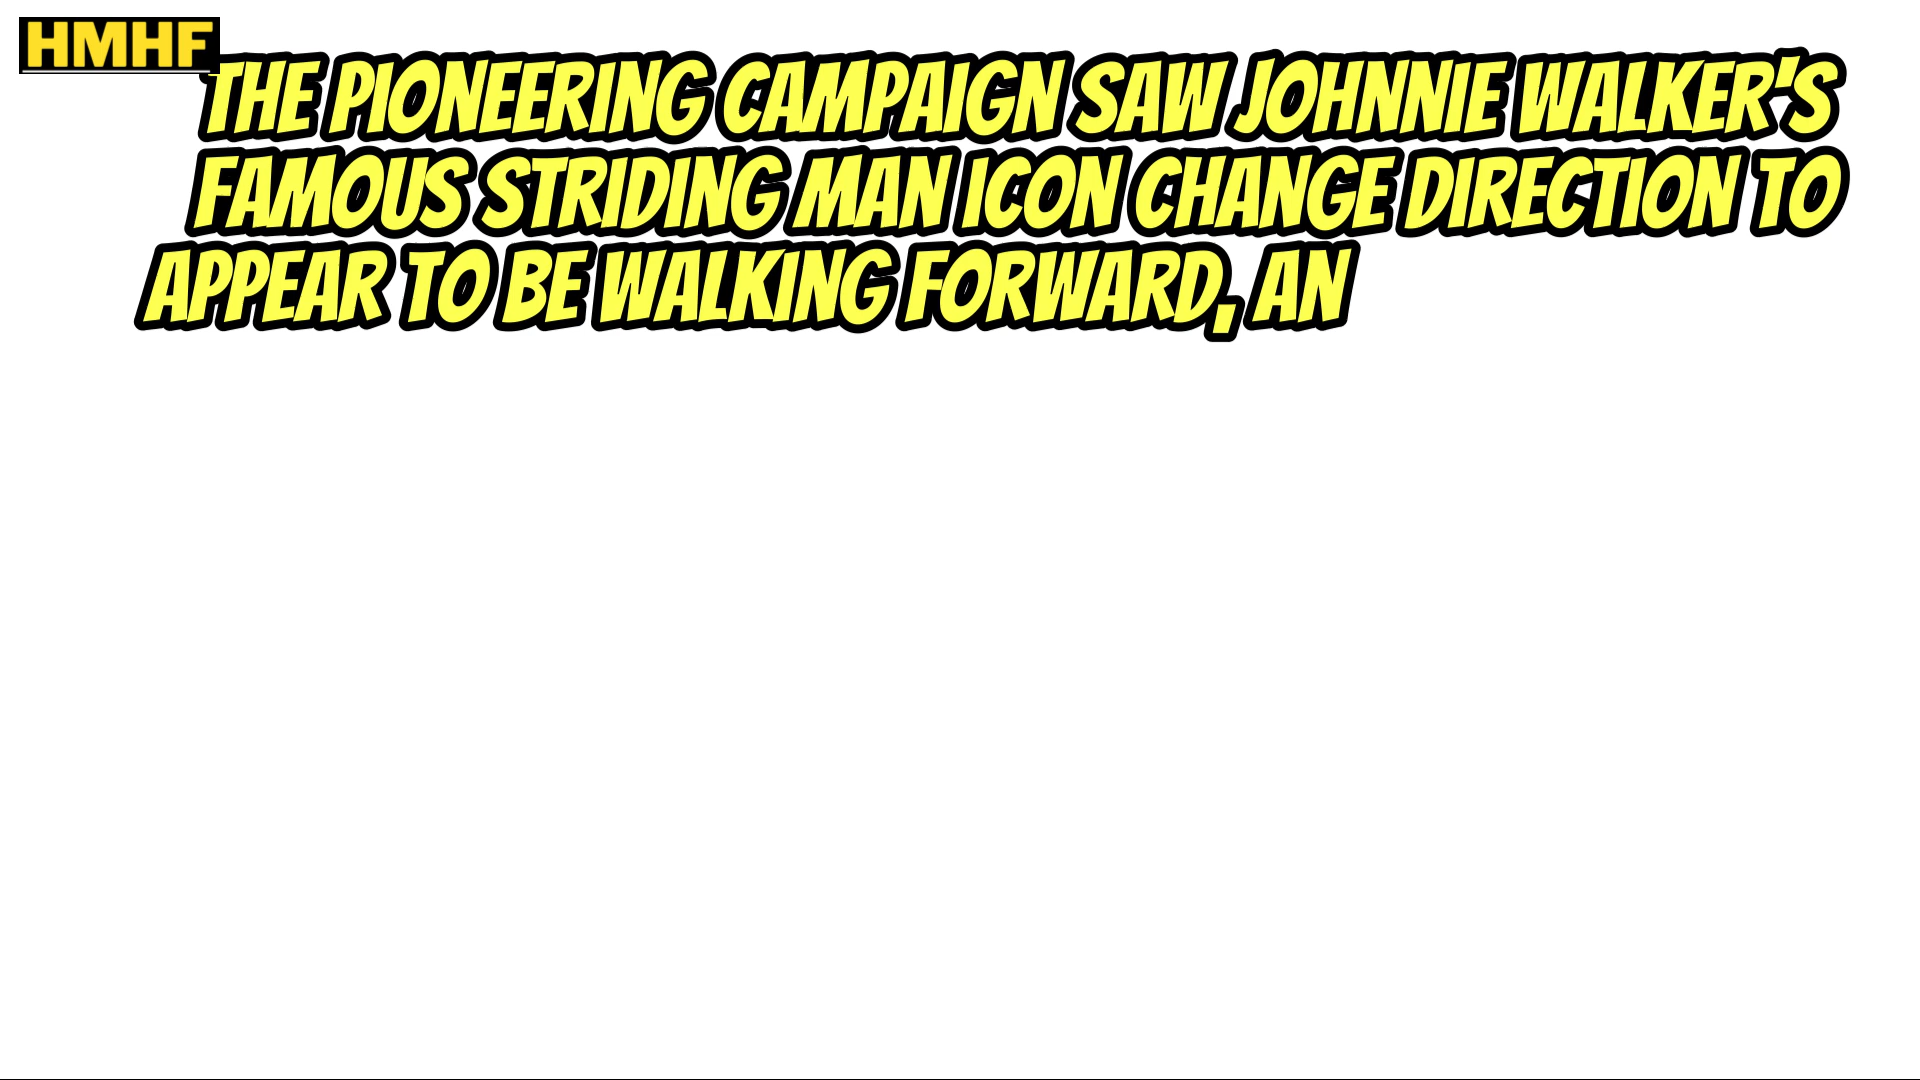 HMHF
THE PIONEERING CAMPAIGN SAW JOHNNIE WALKER'S
FAMOUS STRIDING MAN ICON CHANGE DIRECTION TO
APPEAR TO BE WALKING FORWARD, AN